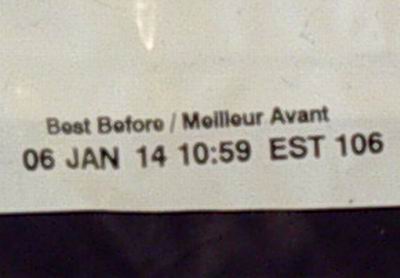 Best Before / Meilleur Avant
06 JAN 14 10:59 EST 106